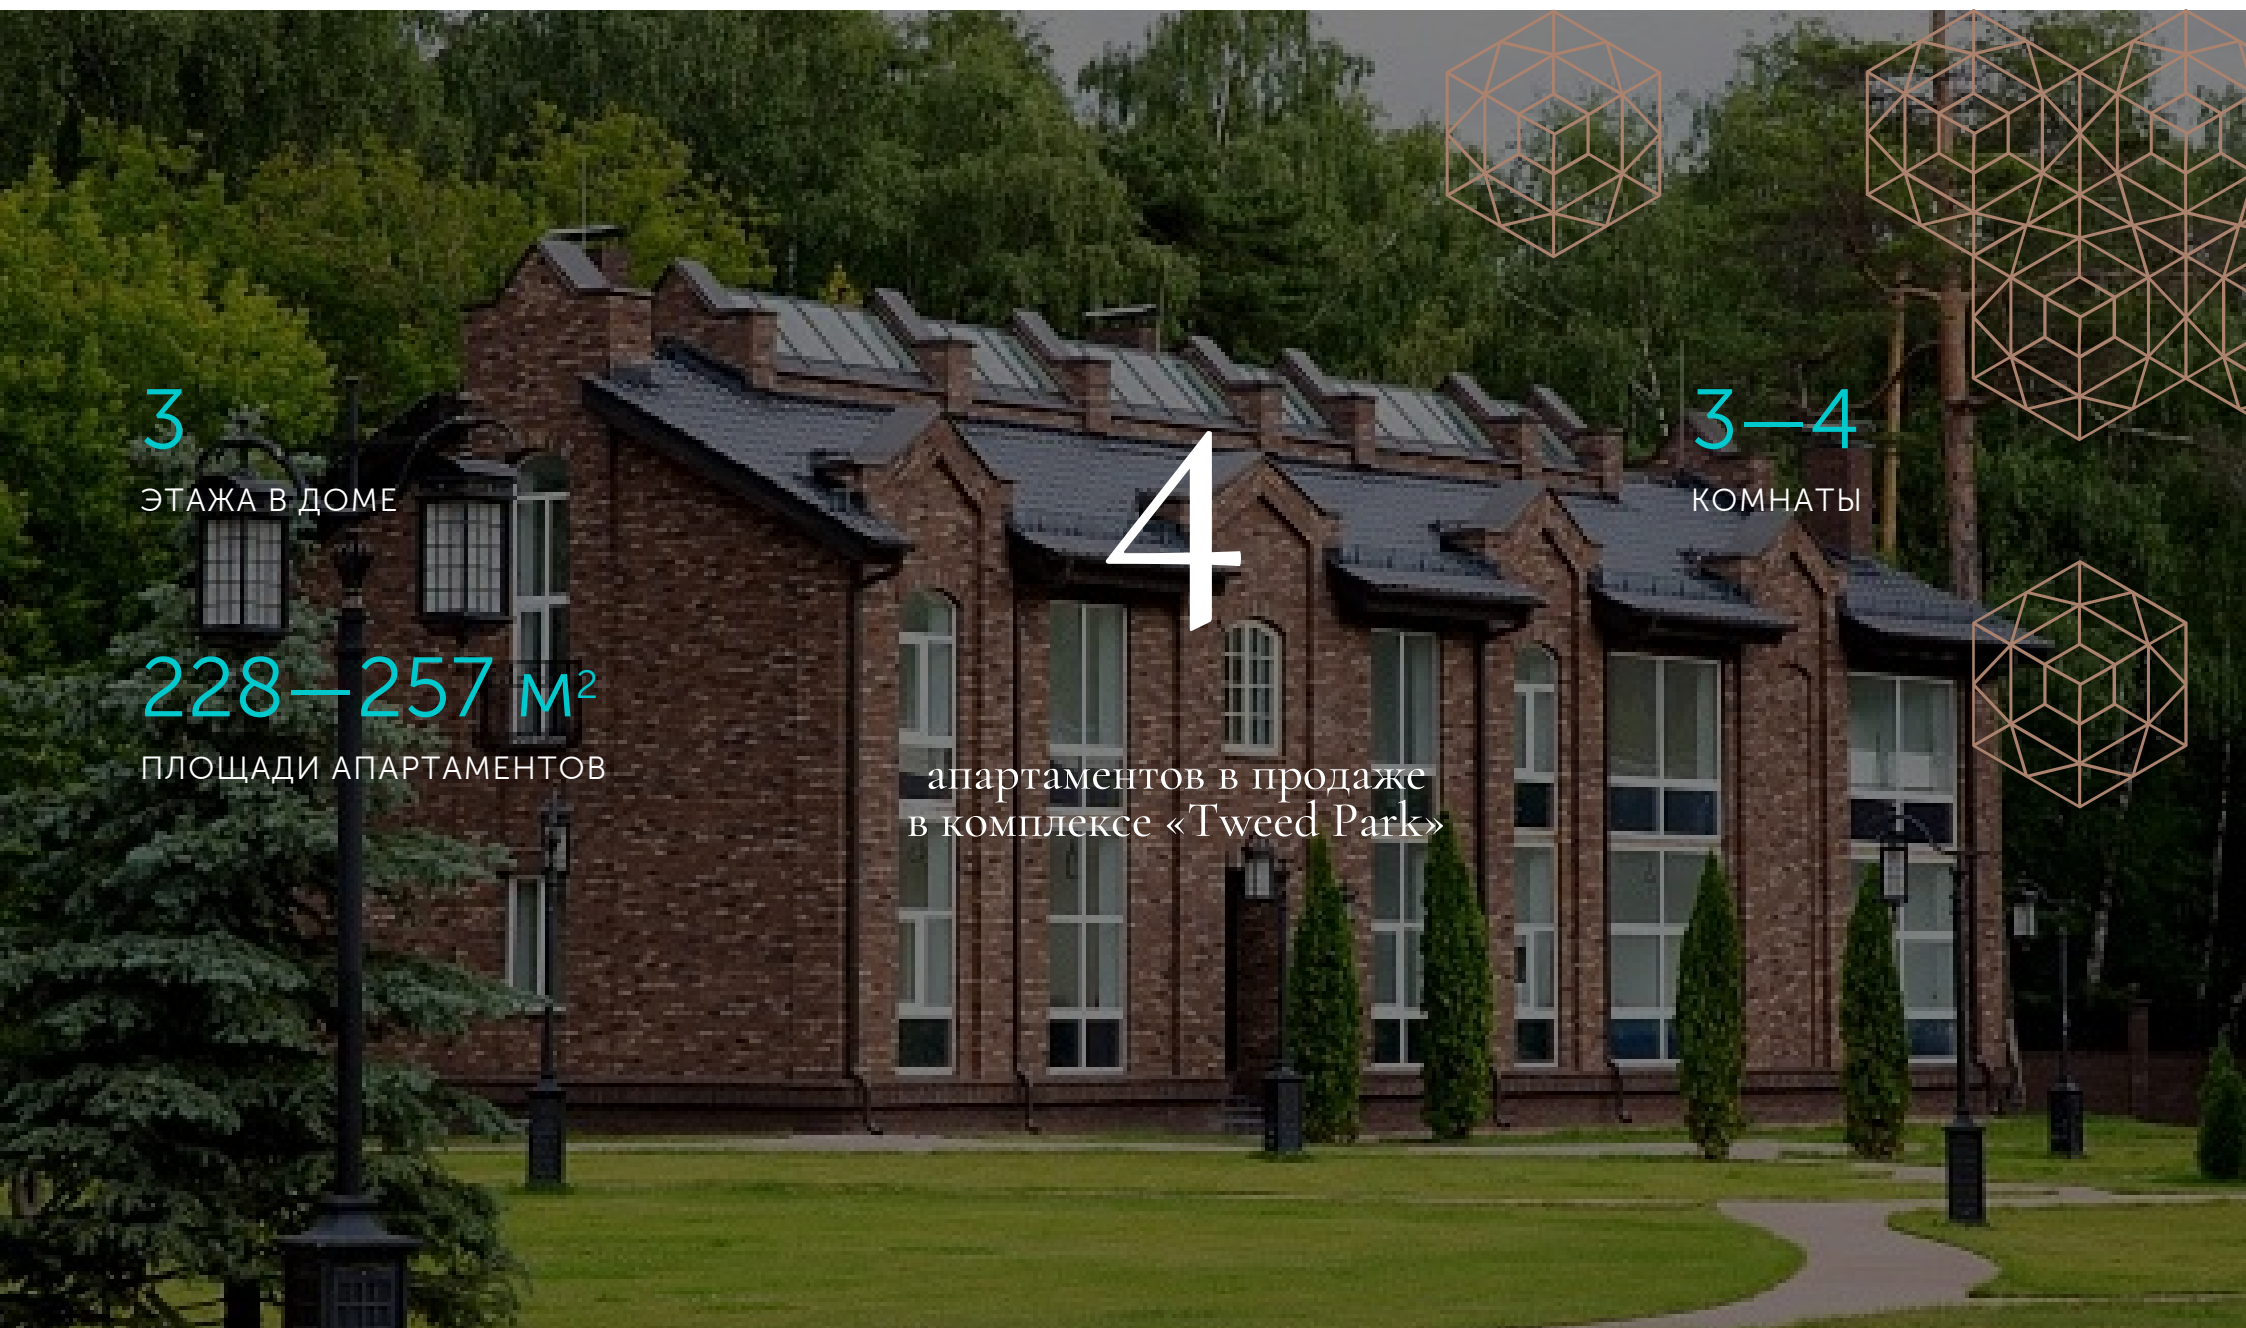 3
ЭТАЖА В ДОМЕ
228—257 м²
ПЛОЩАДИ АПАРТАМЕНТОВ
4
апартаментов в продаже
в комплексе «Tweed Park»
3—4
КОМНАТЫ